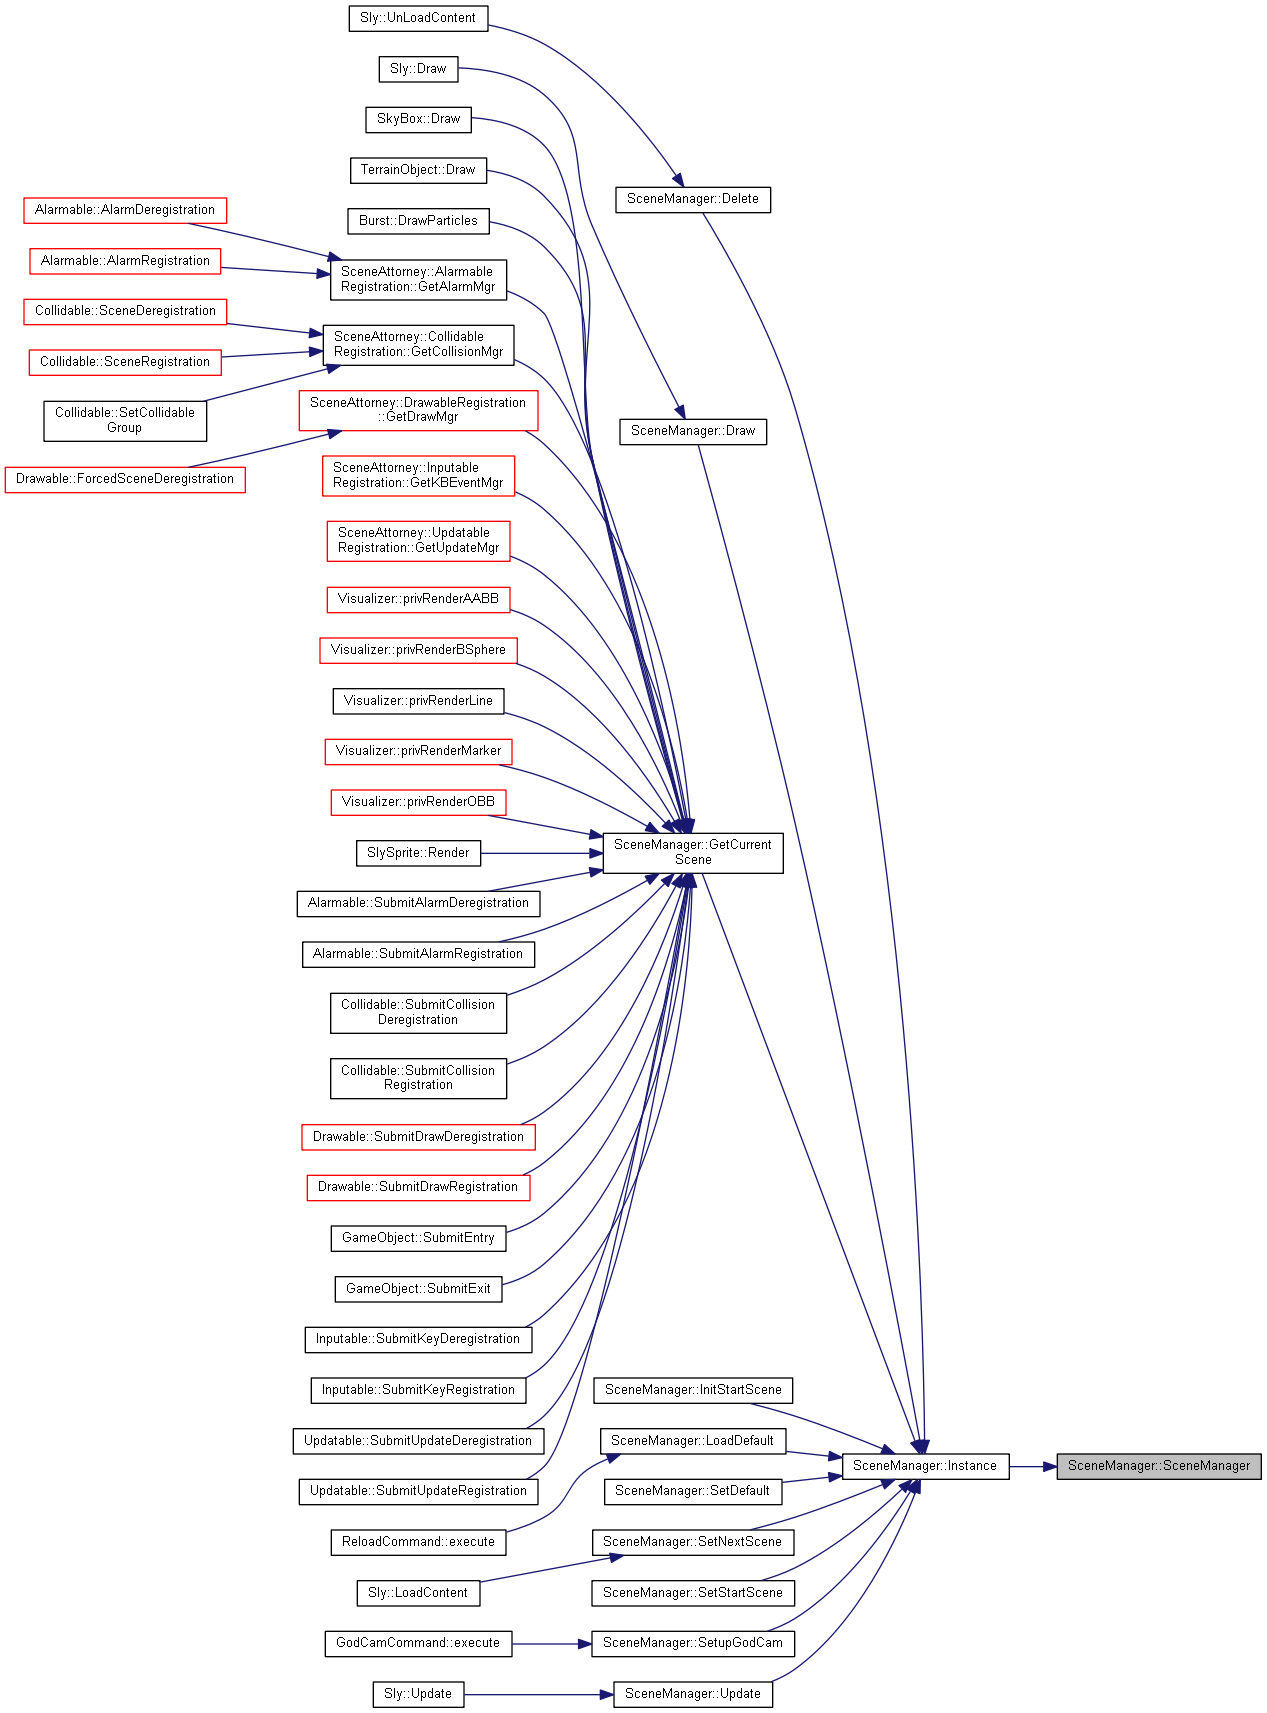 Sly::UnLoadContent
Sly::Draw
SkyBox::Draw
TerrainObject::Draw
SceneManager::Delete
Alarmable::AlarmDeregistration
Burst::DrawParticles
Alarmable::AlarmRegistration
SceneAttorney::Alarmable
Registration::GetAlarmMgr
Collidable::SceneDeregistration
SceneAttorney::Collidable
Registration::GetCollisionMgr
Collidable::SceneRegistration
Collidable::SetCollidable
Group
SceneAttorney::DrawableRegistration
::GetDrawMgr
SceneManager::Draw
Drawable::ForcedSceneDeregistration
SceneAttorney::Inputable
Registration::GetKBEventMgr
SceneAttorney::Updatable
Registration::GetUpdateMgr
Visualizer::privRenderAABB
Visualizer::privRenderBSphere
Visualizer::privRenderLine
Visualizer::privRenderMarker
Visualizer::privRenderOBB
SlySprite::Render
SceneManager::GetCurrent
Scene
Alarmable::SubmitAlarmDeregistration
Alarmable::SubmitAlarmRegistration
Collidable::SubmitCollision
Deregistration
Collidable::SubmitCollision
Registration
Drawable::SubmitDrawDeregistration
Drawable::SubmitDrawRegistration
GameObject::SubmitEntry
GameObject::SubmitExit
Inputable::SubmitKeyDeregistration
Inputable::SubmitKeyRegistration
SceneManager::InitStartScene
Updatable::SubmitUpdateDeregistration
SceneManager::LoadDefault
SceneManager::Instance
SceneManager::SceneManager
Updatable::SubmitUpdateRegistration
SceneManager::SetDefault
ReloadCommand::execute
SceneManager::SetNextScene
Sly::LoadContent
SceneManager::SetStartScene
GodCamCommand::execute
SceneManager::SetupGodCam
Sly::Update
SceneManager::Update